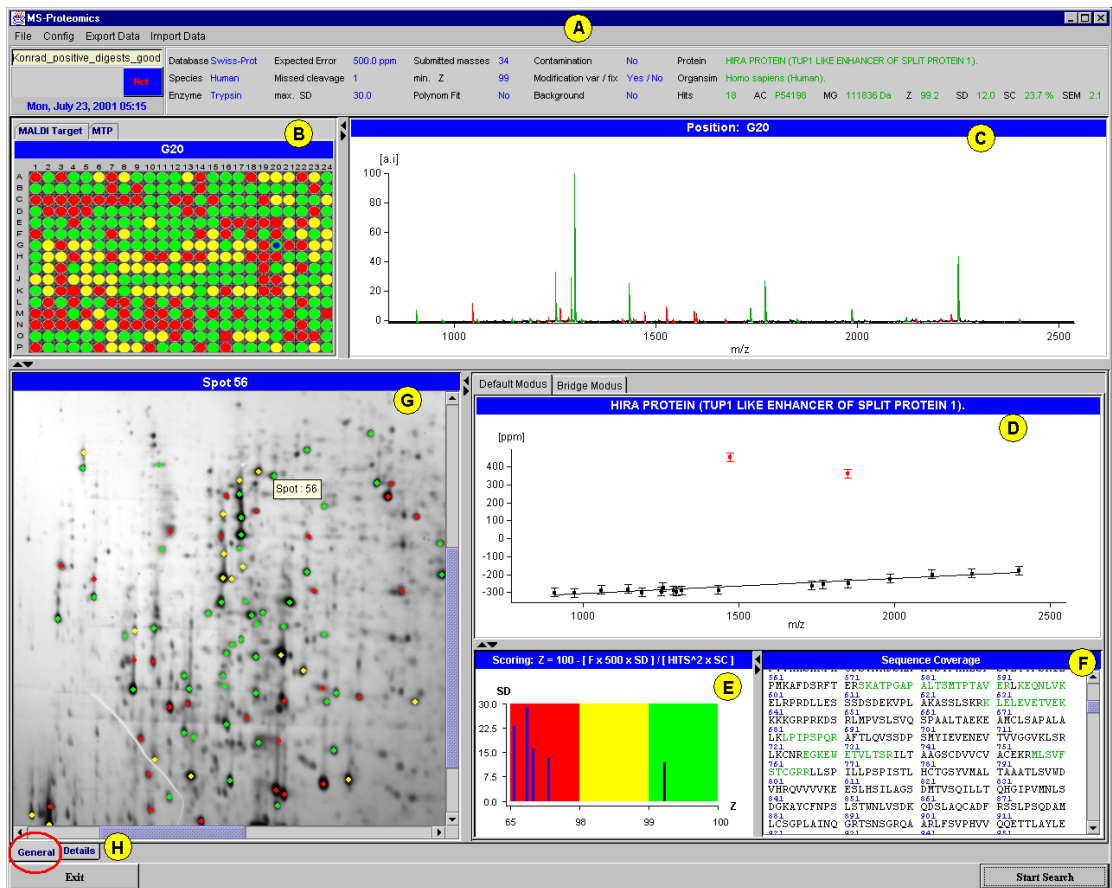 MS-Proteomics
A
File Config Export Data Import Data
Konrad_positive_digests_good
Not
Mon, July 23, 2001 05:15
Database Swiss-Prot Expected Error 500.0 ppm Submitted masses 34 Contamination No Protein HIRA PROTEIN (TUP1 LIKE ENHANCER OF SPLIT PROTEIN 1).
Species Human Missed cleavage 1 min. Z 99 Modification var / fix Yes / No Organsim Homo sapiens (Human).
Enzyme Trypsin max. SD 30.0 Polynom Fit No Background No Hits 18 AC P54198 MG 111836 Da Z 99.2 SD 12.0 SC 23.7 % SEM 2.1
MALDI Target MTP
B
G20
1 2 3 4 5 6 7 8 9 10 11 12 13 14 15 16 17 18 19 20 21 22 23 24
A
B
C
D
E
F
G
H
I
J
K
L
M
N
O
P
Position: G20
C
[a.i]
100
80
60
40
20
0
1000 1500 2000 2500
m/z
Spot 56
G
Spot : 56
Default Modus Bridge Modus
HIRA PROTEIN (TUP1 LIKE ENHANCER OF SPLIT PROTEIN 1).
D
[ppm]
400
300
200
100
0
-100
-200
-300
1000 1500 2000 2500
m/z
Scoring: Z = 100 - [ F x 500 x SD ] / [ HITS^2 x SC ]
E
SD
30.0
22.5
15.0
7.5
0.0
65 98 99 100
Z
Sequence Coverage
F
561 571 581 591
PMKAFDSRFT ERSKATPGAP ALTSMTPTAV ERLKEQNLVK
601 611 621 631
ELRPRDLLES SSDSDEKVPL AKASSLSKRK LELEVETVEK
641 651 661 671
KKKGRPRKDS RLMPVSLSVQ SPAALTAEKE AMCLSAPALA
681 691 701 711
LKLPIPSPQR AFTLQVSSDP SMYIEVENEV TVVGGVKLSR
721 731 741 751
LKCNREGKEW ETVLTSRILT AAGSCDVVCV ACEKRMLSVF
761 771 781 791
STCGRRLLSP ILLPSPISTL HCTGSYVMAL TAAATLSVWD
801 811 821 831
VHRQVVVVKE ESLHSILAGS DMTVSQILLT QHGIPVMNLS
841 851 861 871
DGKAYCFNPS LSTWNLVSDK QDSLAQCADF RSSLPSQDAM
881 891 901 911
LCSGPLAINQ GRTSNSGRQA ARLFSVPHVV QQETTLAYLE
General Details
H
Exit
Start Search